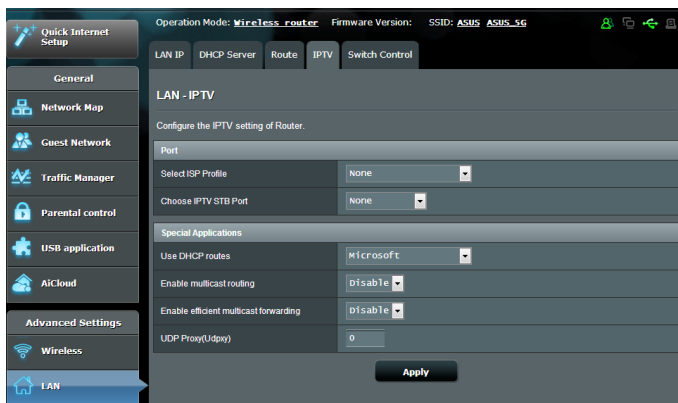 Quick Internet
Setup
Operation Mode: Wireless router Firmware Version: SSID: ASUS ASUS_5G
LAN IP DHCP Server Route IPTV Switch Control
General
Network Map
Guest Network
Traffic Manager
Parental control
USB application
AiCloud
Advanced Settings
Wireless
LAN
LAN - IPTV
Configure the IPTV setting of Router.
Port
Select ISP Profile None
Choose IPTV STB Port None
Special Applications
Use DHCP routes Microsoft
Enable multicast routing Disable
Enable efficient multicast forwarding Disable
UDP Proxy(Udpxy) 0
Apply